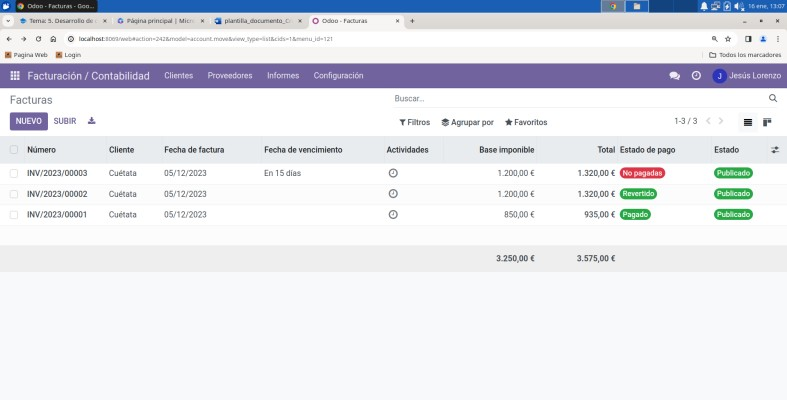 Odoo - Facturas - Goo...
16 ene, 13:07
Tema: 5. Desarrollo de
Página principal | Micro
plantilla_documento_O
Odoo - Facturas
localhost:8069/web#action=242&model=account.move&view_type=list&cids=1&menu_id=121
Pagina Web
Login
Todos los marcadores
Facturación / Contabilidad
Clientes
Proveedores
Informes
Configuración
J
Jesús Lorenzo
Facturas
Buscar...
NUEVO
SUBIR
Filtros
Agrupar por
Favoritos
1-3 / 3
Número Cliente Fecha de factura Fecha de vencimiento Actividades Base imponible Total Estado de pago Estado
INV/2023/00003 Cuétata 05/12/2023 En 15 días 1.200,00 € 1.320,00 € No pagadas Publicado
INV/2023/00002 Cuétata 05/12/2023 1.200,00 € 1.320,00 € Revertido Publicado
INV/2023/00001 Cuétata 05/12/2023 850,00 € 935,00 € Pagado Publicado
3.250,00 € 3.575,00 €